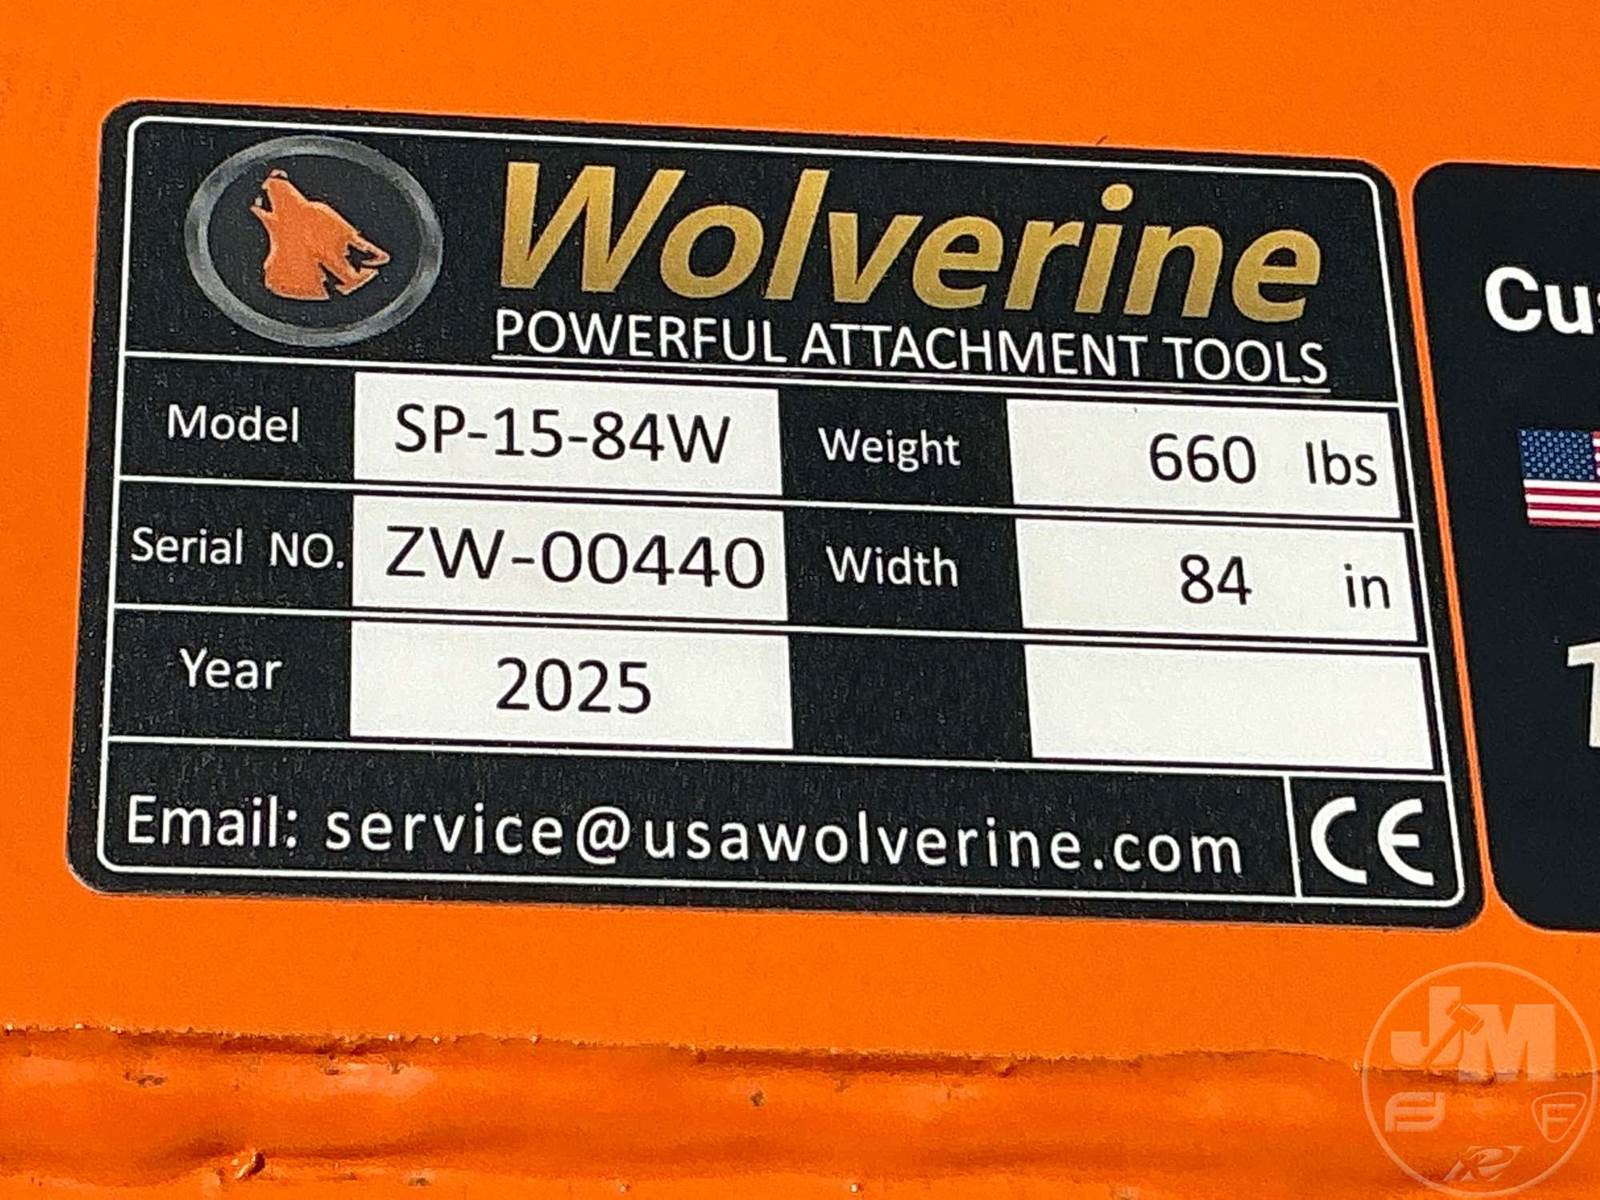 Wolverine
POWERFUL ATTACHMENT TOOLS
Model SP-15-84W Weight 660 lbs
Serial NO. ZW-00440 Width 84 in
Year 2025
Email: service@usawolverine.com CE
JM